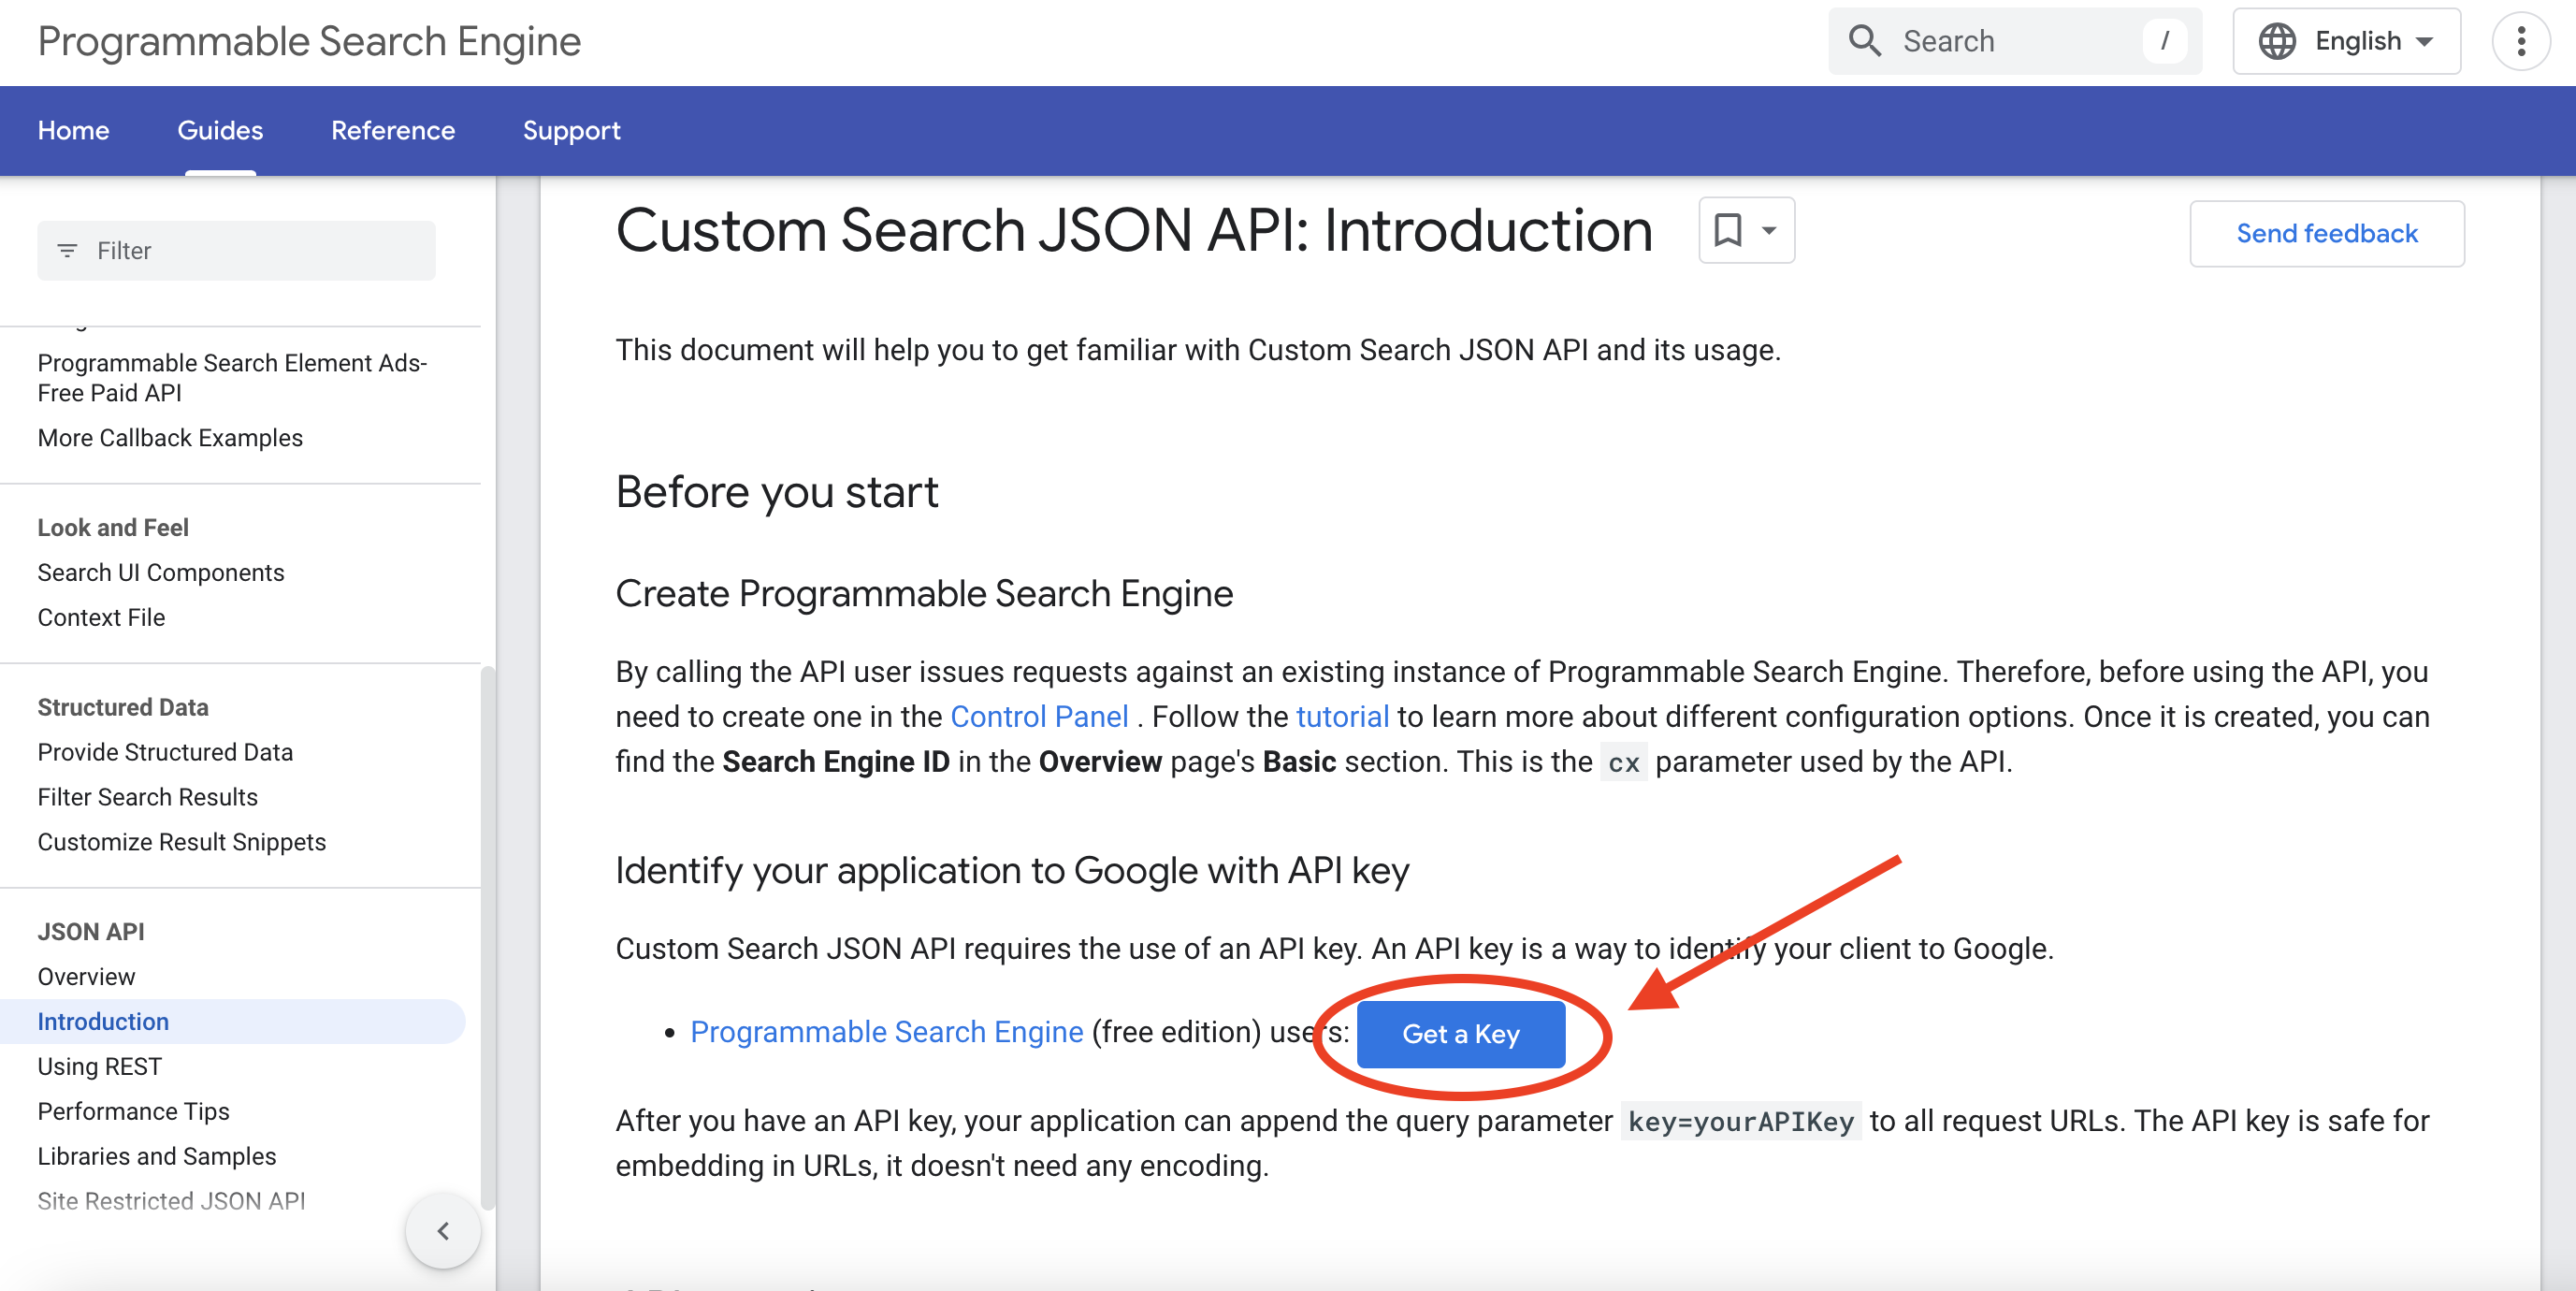 Programmable Search Engine
Search
/
English
Home
Guides
Reference
Support
Filter
Programmable Search Element Ads-
Free Paid API
More Callback Examples
Look and Feel
Search UI Components
Context File
Structured Data
Provide Structured Data
Filter Search Results
Customize Result Snippets
JSON API
Overview
Introduction
Using REST
Performance Tips
Libraries and Samples
Site Restricted JSON API
Custom Search JSON API: Introduction
Send feedback
This document will help you to get familiar with Custom Search JSON API and its usage.
Before you start
Create Programmable Search Engine
By calling the API user issues requests against an existing instance of Programmable Search Engine. Therefore, before using the API, you
need to create one in the Control Panel . Follow the tutorial to learn more about different configuration options. Once it is created, you can
find the Search Engine ID in the Overview page's Basic section. This is the cx parameter used by the API.
Identify your application to Google with API key
Custom Search JSON API requires the use of an API key. An API key is a way to identify your client to Google.
• Programmable Search Engine (free edition) users: Get a Key
After you have an API key, your application can append the query parameter key=yourAPIKey to all request URLs. The API key is safe for
embedding in URLs, it doesn't need any encoding.